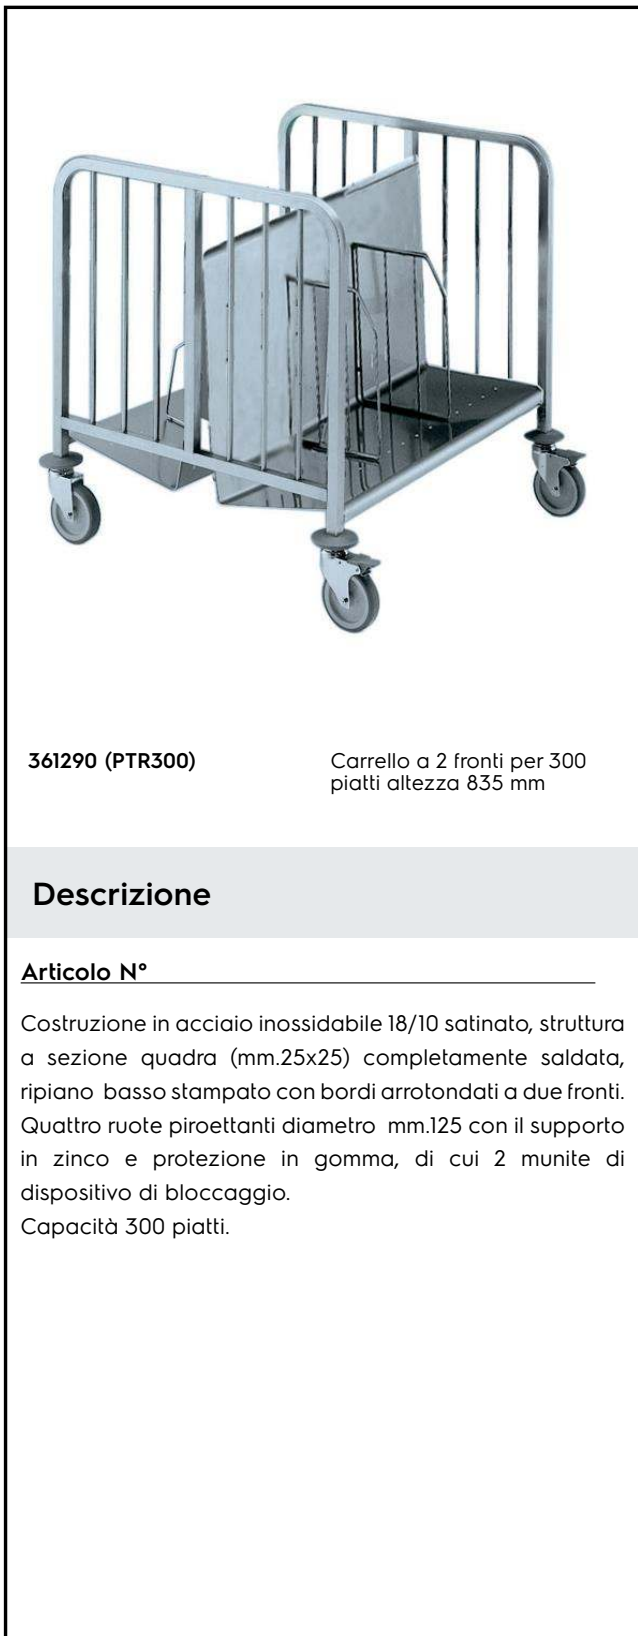 361290 (PTR300)
Carrello a 2 fronti per 300
piatti altezza 835 mm
Descrizione
Articolo N°
Costruzione in acciaio inossidabile 18/10 satinato, struttura
a sezione quadra (mm.25x25) completamente saldata,
ripiano basso stampato con bordi arrotondati a due fronti.
Quattro ruote piroettanti diametro mm.125 con il supporto
in zinco e protezione in gomma, di cui 2 munite di
dispositivo di bloccaggio.
Capacità 300 piatti.